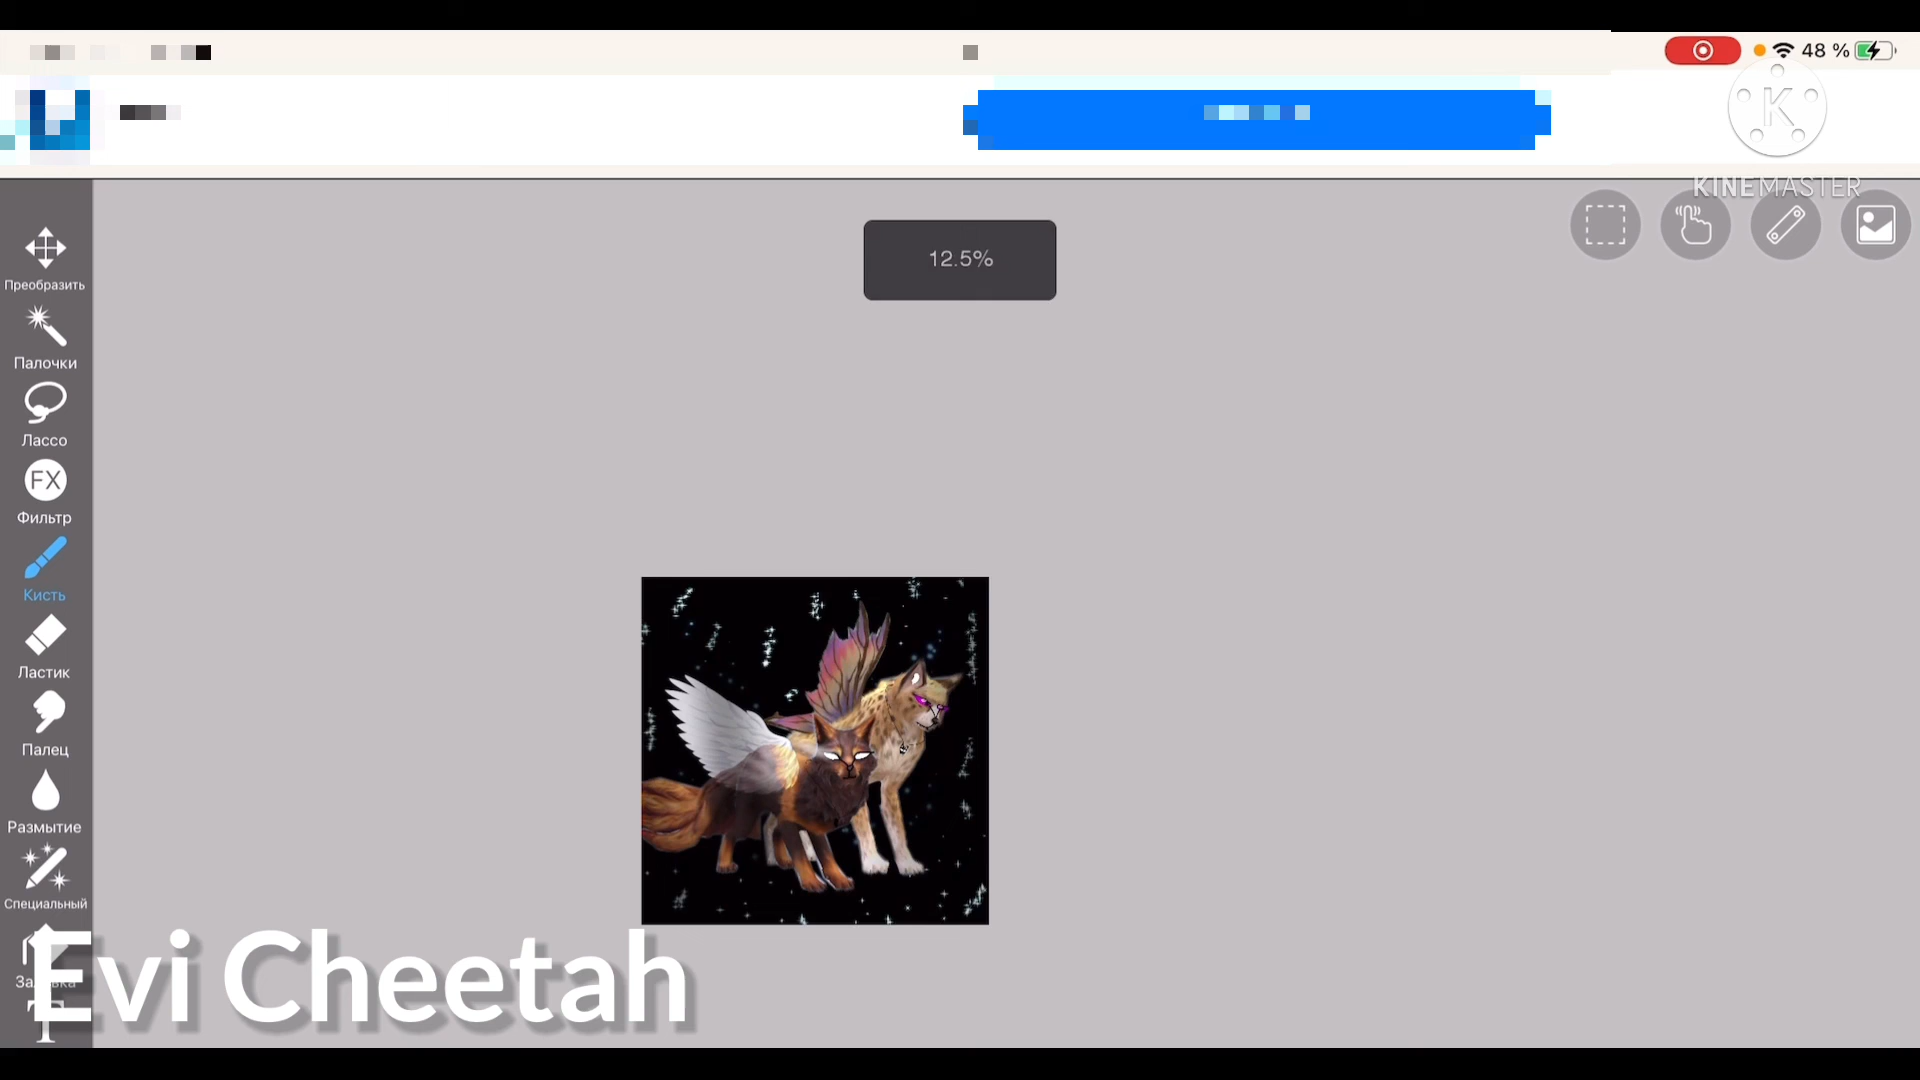 48 %
K
KINEMASTER
12.5%
Преобразить
Палочки
Лассо
FX
Фильтр
Кисть
Ластик
Палец
Размытие
Специальный
Evi Cheetah